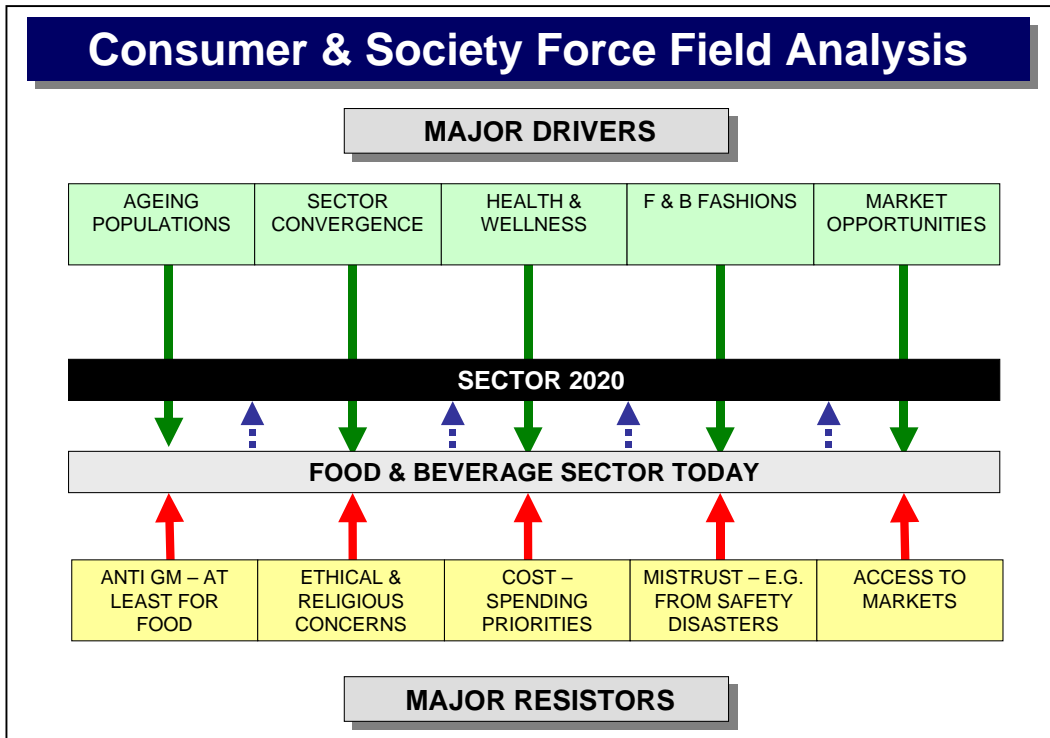 Consumer & Society Force Field Analysis
MAJOR DRIVERS
AGEING
POPULATIONS
SECTOR
CONVERGENCE
HEALTH &
WELLNESS
F & B FASHIONS
MARKET
OPPORTUNITIES
SECTOR 2020
FOOD & BEVERAGE SECTOR TODAY
ANTI GM – AT
LEAST FOR
FOOD
ETHICAL &
RELIGIOUS
CONCERNS
COST –
SPENDING
PRIORITIES
MISTRUST – E.G.
FROM SAFETY
DISASTERS
ACCESS TO
MARKETS
MAJOR RESISTORS